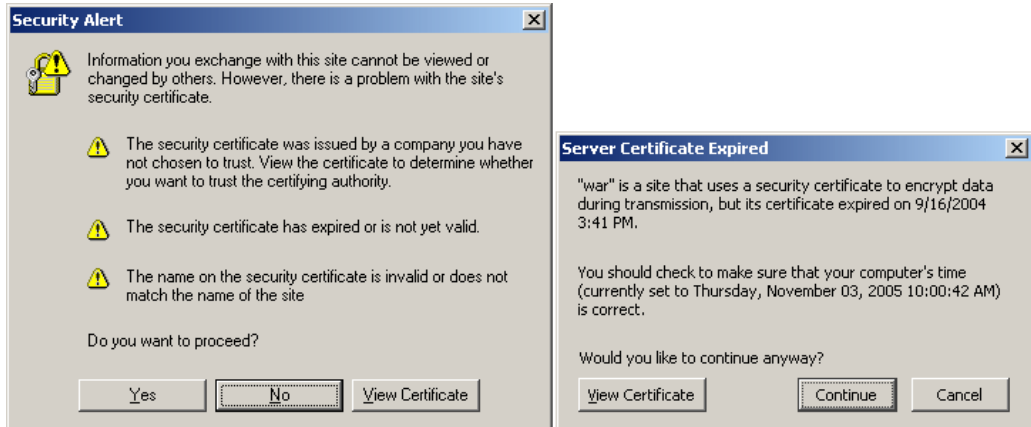 Security Alert
Information you exchange with this site cannot be viewed or
changed by others. However, there is a problem with the site's
security certificate.
The security certificate was issued by a company you have
not chosen to trust. View the certificate to determine whether
you want to trust the certifying authority.
The security certificate has expired or is not yet valid.
The name on the security certificate is invalid or does not
match the name of the site
Do you want to proceed?
Yes No View Certificate
Server Certificate Expired
"war" is a site that uses a security certificate to encrypt data
during transmission, but its certificate expired on 9/16/2004
3:41 PM.
You should check to make sure that your computer's time
(currently set to Thursday, November 03, 2005 10:00:42 AM)
is correct.
Would you like to continue anyway?
View Certificate Continue Cancel